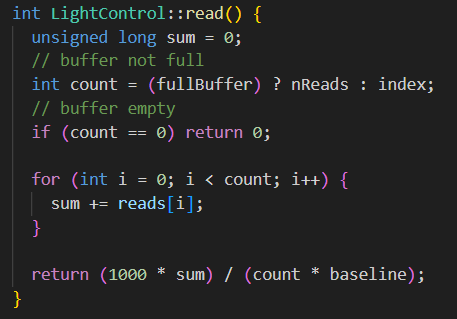 int LightControl::read() {
  unsigned long sum = 0;
  // buffer not full
  int count = (fullBuffer) ? nReads : index;
  // buffer empty
  if (count == 0) return 0;

  for (int i = 0; i < count; i++) {
    sum += reads[i];
  }

  return (1000 * sum) / (count * baseline);
}